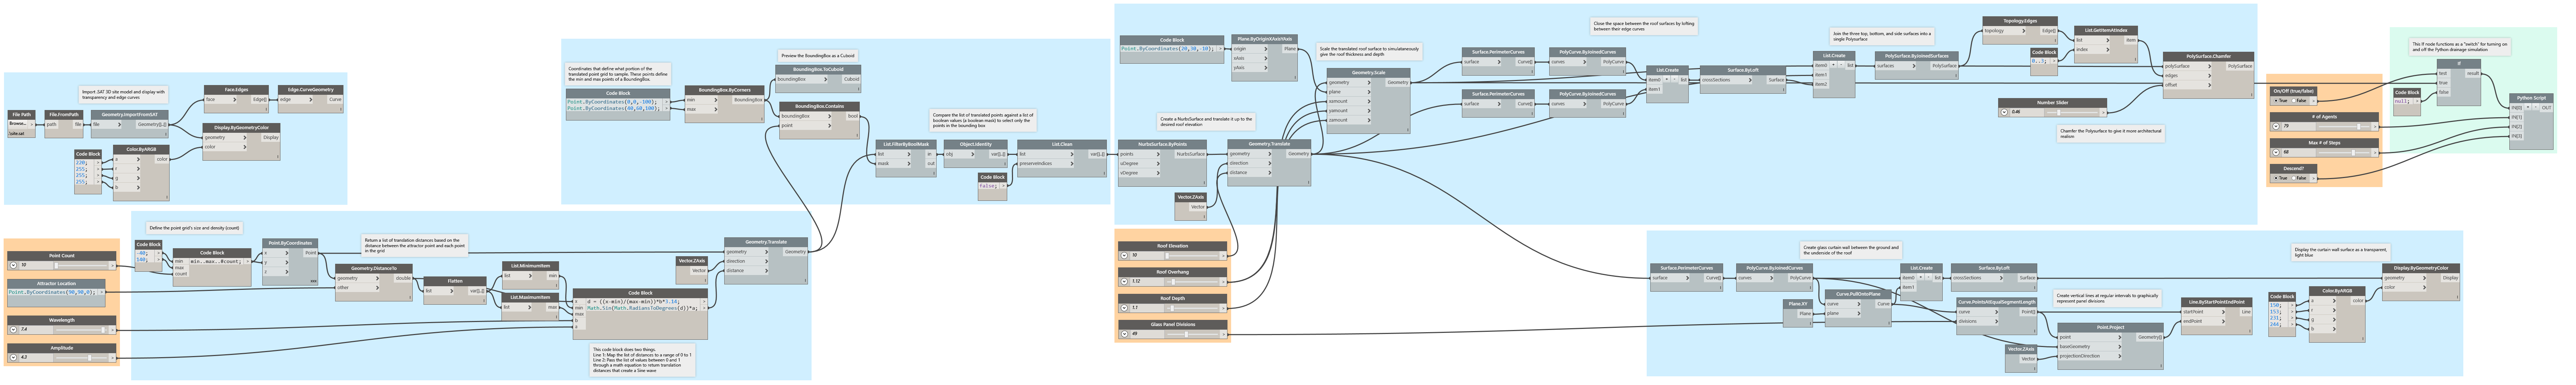 Import .SAT 3D site model and display with
transparency and edge curves
File Path
Browse...
\site.sat
File.FromPath
path
file
Geometry.ImportFromSAT
file
Geometry[]..[]
Face.Edges
face
Edge[]
Edge.CurveGeometry
edge
Curve
Display.ByGeometryColor
geometry
color
Display
Code Block
220;
255;
255;
255;
Color.ByARGB
a
r
g
b
color
Preview the BoundingBox as a Cuboid
BoundingBox.ToCuboid
boundingBox
Cuboid
Coordinates that define what portion of the
translated point grid to sample. These points define
the min and max points of a BoundingBox.
Code Block
Point.ByCoordinates(0,0,-100);
Point.ByCoordinates(40,60,100);
BoundingBox.ByCorners
min
max
BoundingBox
BoundingBox.Contains
boundingBox
point
bool
Compare the list of translated points against a list of
boolean values (a boolean mask) to select only the
points in the bounding box
List.FilterByBoolMask
list
mask
in
out
Object.Identity
obj
var[]..[]
List.Clean
list
preserveIndices
var[]..[]
Code Block
false;
Define the point grid's size and density (count)
Point Count
10
Attractor Location
Point.ByCoordinates(90,90,0);
Wavelength
7.4
Amplitude
4.3
Code Block
-40;
140;
Code Block
min
max
count
min..max..#count;
Point.ByCoordinates
x
y
z
Point
Return a list of translation distances based on the
distance between the attractor point and each point
in the grid
Geometry.DistanceTo
geometry
other
double
Flatten
list
var[]..[]
List.MinimumItem
list
min
List.MaximumItem
list
max
Code Block
x
min
max
b
a
d = ((x-min)/(max-min))*b*3.10;
Math.Sin(Math.RadiansToDegrees(d))*a;
This code block does two things.
Line 1: Map the list of distances to a range of 0 to 1
Line 2: Pass the list of values between 0 and 1
through a math equation to return translation
distances that create a Sine wave
Vector.ZAxis
Vector
Geometry.Translate
geometry
direction
distance
Geometry
Code Block
Point.ByCoordinates(20,30,-10);
Plane.ByOriginXAxisYAxis
origin
xAxis
yAxis
Plane
Scale the translated roof surface to simulataneously
give the roof thickness and depth
Geometry.Scale
geometry
plane
xamount
yamount
zamount
Geometry
Create a NurbsSurface and translate it up to the
desired roof elevation
NurbsSurface.ByPoints
points
uDegree
vDegree
NurbsSurface
Geometry.Translate
geometry
direction
distance
Geometry
Vector.ZAxis
Vector
Close the space between the roof surfaces by lofting
between their edge curves
Surface.PerimeterCurves
surface
Curve[]
PolyCurve.ByJoinedCurves
curves
PolyCurve
Surface.PerimeterCurves
surface
Curve[]
PolyCurve.ByJoinedCurves
curves
PolyCurve
List.Create
item0
+
-
list
item1
Surface.ByLoft
crossSections
Surface
Join the three top, bottom, and side surfaces into a
single Polysurface
List.Create
item0
+
-
list
item1
item2
PolySurface.ByJoinedSurfaces
surfaces
PolySurface
Topology.Edges
topology
Edge[]
List.GetItemAtIndex
list
index
item
Code Block
0..3;
Number Slider
0.46
Chamfer the Polysurface to give it more architectural
realism
PolySurface.Chamfer
polySurface
edges
offset
PolySurface
On/Off (true/false)
True
False
# of Agents
79
Max # of Steps
68
Descend?
True
False
This If node functions as a "switch" for turning on
and off the Python drainage simulation
Code Block
null;
If
test
true
false
result
Python Script
IN[0]
+
-
OUT
IN[1]
IN[2]
IN[3]
Roof Elevation
10
Roof Overhang
1.12
Roof Depth
1.1
Glass Panel Divisions
69
Create glass curtain wall between the ground and
the underside of the roof
Surface.PerimeterCurves
surface
Curve[]
PolyCurve.ByJoinedCurves
curves
PolyCurve
Plane.XY
Plane
Curve.PullOntoPlane
curve
plane
Curve
List.Create
item0
+
-
list
item1
Surface.ByLoft
crossSections
Surface
Curve.PointsAtEqualSegmentLength
curve
divisions
Point[]
Create vertical lines at regular intervals to graphically
represent panel divisions
Vector.ZAxis
Vector
Point.Project
point
baseGeometry
projectionDirection
Geometry[]
Line.ByStartPointEndPoint
startPoint
endPoint
Line
Display the curtain wall surface as a transparent,
light blue
Code Block
150;
153;
231;
244;
Color.ByARGB
a
r
g
b
color
Display.ByGeometryColor
geometry
color
Display